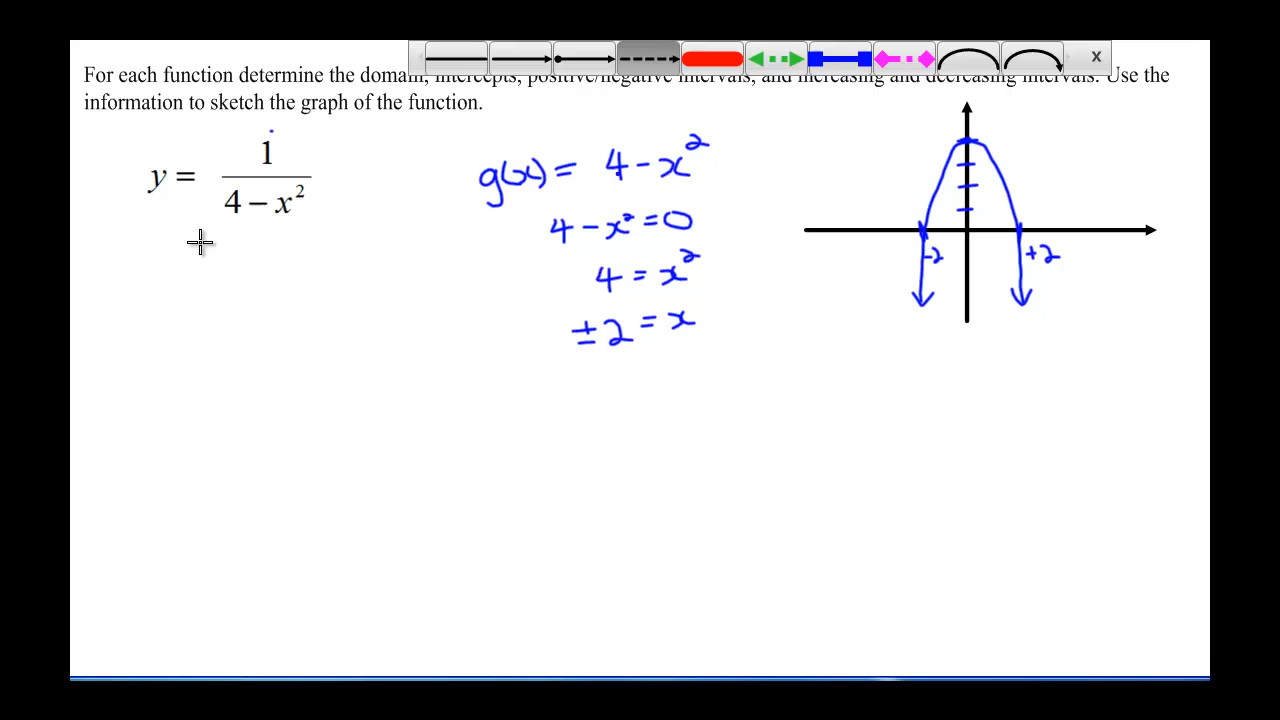 For each function determine the domain, intercepts, positive/negative intervals, and increasing and decreasing intervals. Use the
information to sketch the graph of the function.
y = 1 / (4 − x²)
g(x) = 4 − x²
4 − x² = 0
4 = x²
±2 = x
-2 +2
x